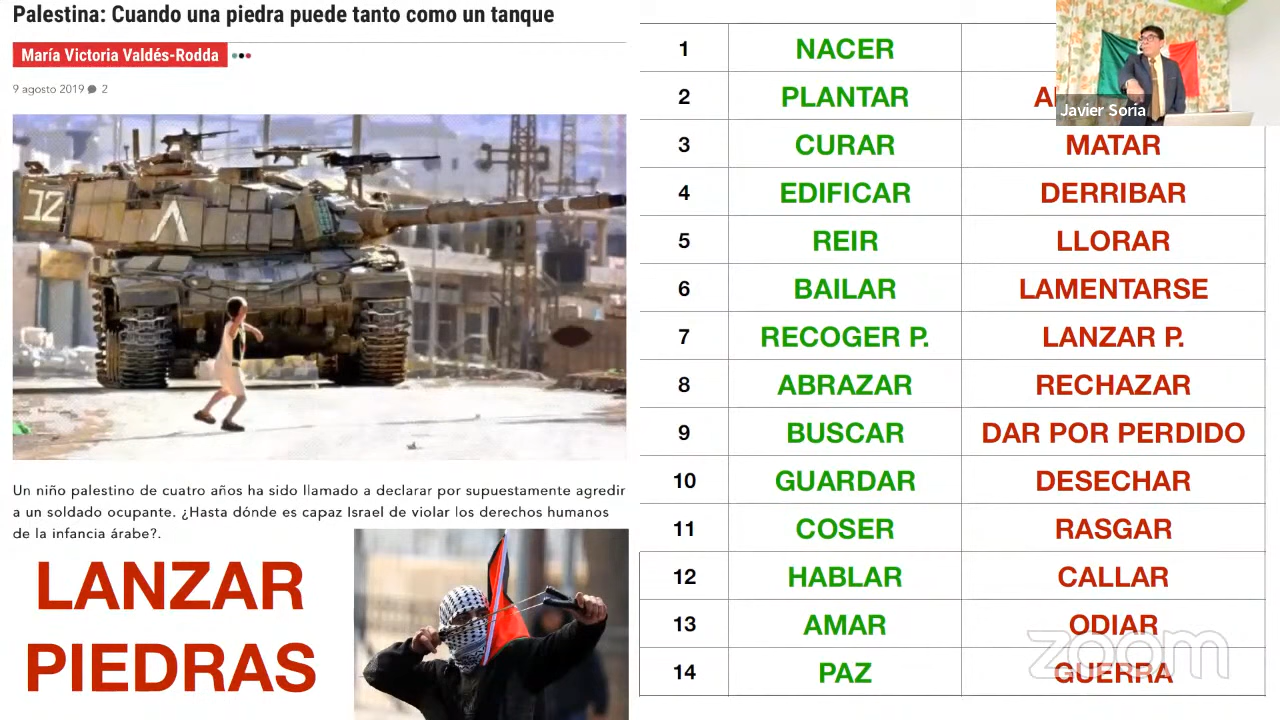 Palestina: Cuando una piedra puede tanto como un tanque
María Victoria Valdés-Rodda
9 agosto 2019 2
Un niño palestino de cuatro años ha sido llamado a declarar por supuestamente agredir
a un soldado ocupante. ¿Hasta dónde es capaz Israel de violar los derechos humanos
de la infancia árabe?.
LANZAR
PIEDRAS
1 NACER
2 PLANTAR
3 CURAR MATAR
4 EDIFICAR DERRIBAR
5 REIR LLORAR
6 BAILAR LAMENTARSE
7 RECOGER P. LANZAR P.
8 ABRAZAR RECHAZAR
9 BUSCAR DAR POR PERDIDO
10 GUARDAR DESECHAR
11 COSER RASGAR
12 HABLAR CALLAR
13 AMAR ODIAR
14 PAZ GUERRA
Javier Soria
zoom